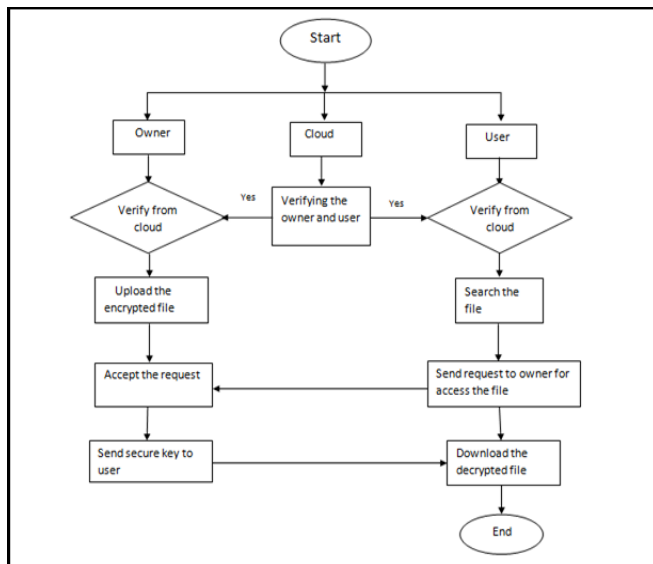 Start
Owner
Cloud
User
Verify from
cloud
Yes
Verifying the
owner and user
Yes
Verify from
cloud
Upload the
encrypted file
Search the
file
Accept the request
Send request to owner for
access the file
Send secure key to
user
Download the
decrypted file
End